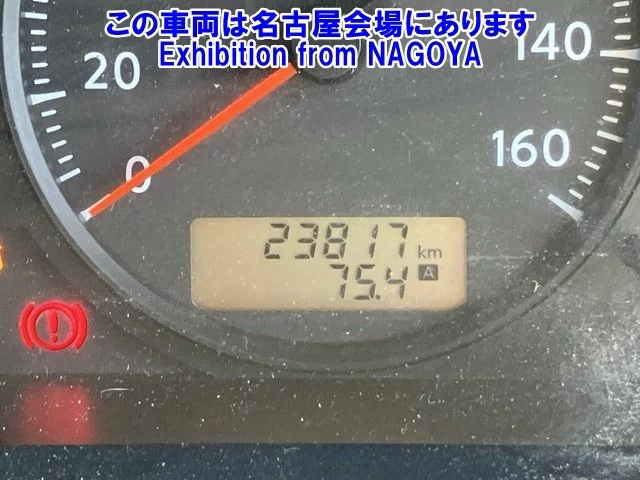 この車両は名古屋会場にあります
Exhibition from NAGOYA
20
140
0
160
23817 km
75.4 A